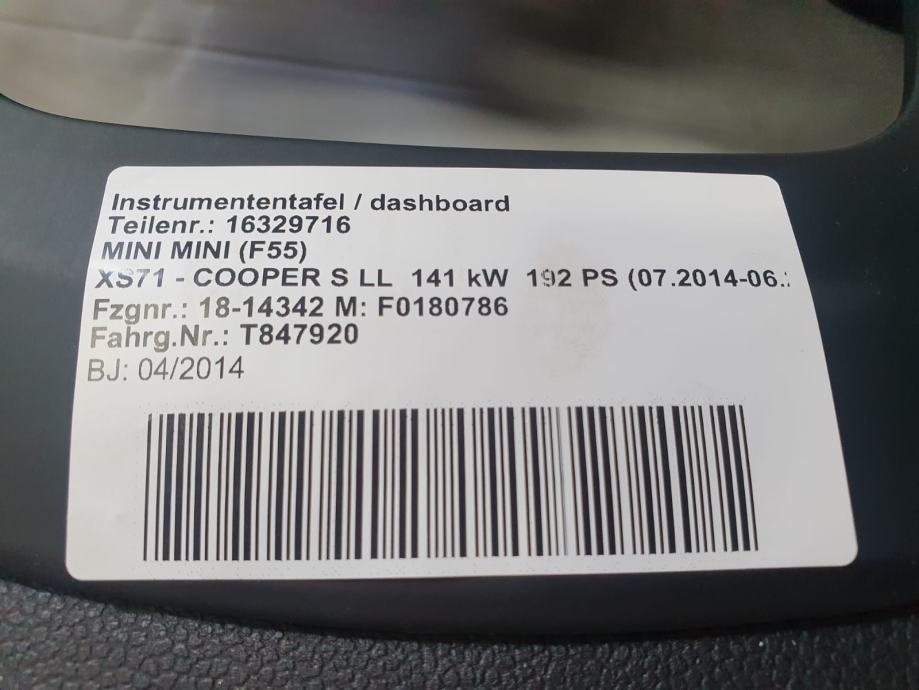 Instrumententafel / dashboard
Teilenr.: 16329716
MINI MINI (F55)
XS71 - COOPER S LL 141 kW 192 PS (07.2014-06.
Fzgnr.: 18-14342 M: F0180786
Fahrg.Nr.: T847920
BJ: 04/2014